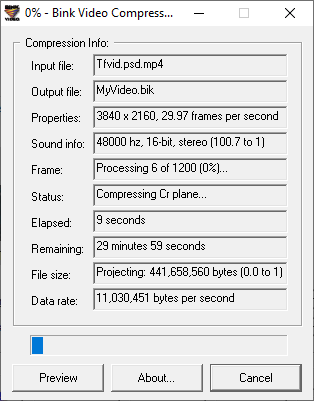 0% - Bink Video Compress...
Compression Info:
Input file: Tfvid.psd.mp4
Output file: MyVideo.bik
Properties: 3840 x 2160, 29.97 frames per second
Sound info: 48000 hz, 16-bit, stereo (100.7 to 1)
Frame: Processing 6 of 1200 (0%)...
Status: Compressing Cr plane...
Elapsed: 9 seconds
Remaining: 29 minutes 59 seconds
File size: Projecting: 441,658,560 bytes (0.0 to 1)
Data rate: 11,030,451 bytes per second
Preview About... Cancel